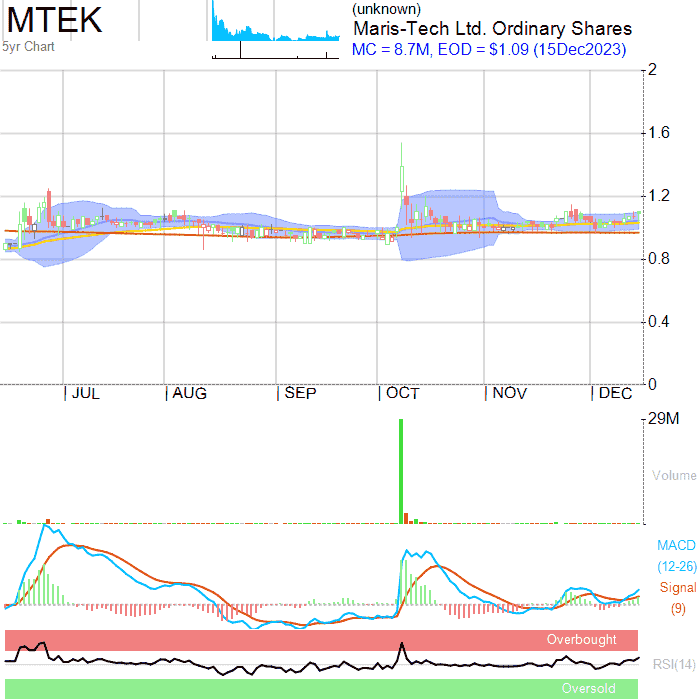 MTEK
5yr Chart
(unknown)
Maris-Tech Ltd. Ordinary Shares
MC = 8.7M, EOD = $1.09 (15Dec2023)
2
1.6
1.2
0.8
0.4
0
JUL AUG SEP OCT NOV DEC
29M
Volume
MACD
(12-26)
Signal
(9)
Overbought
RSI(14)
Oversold